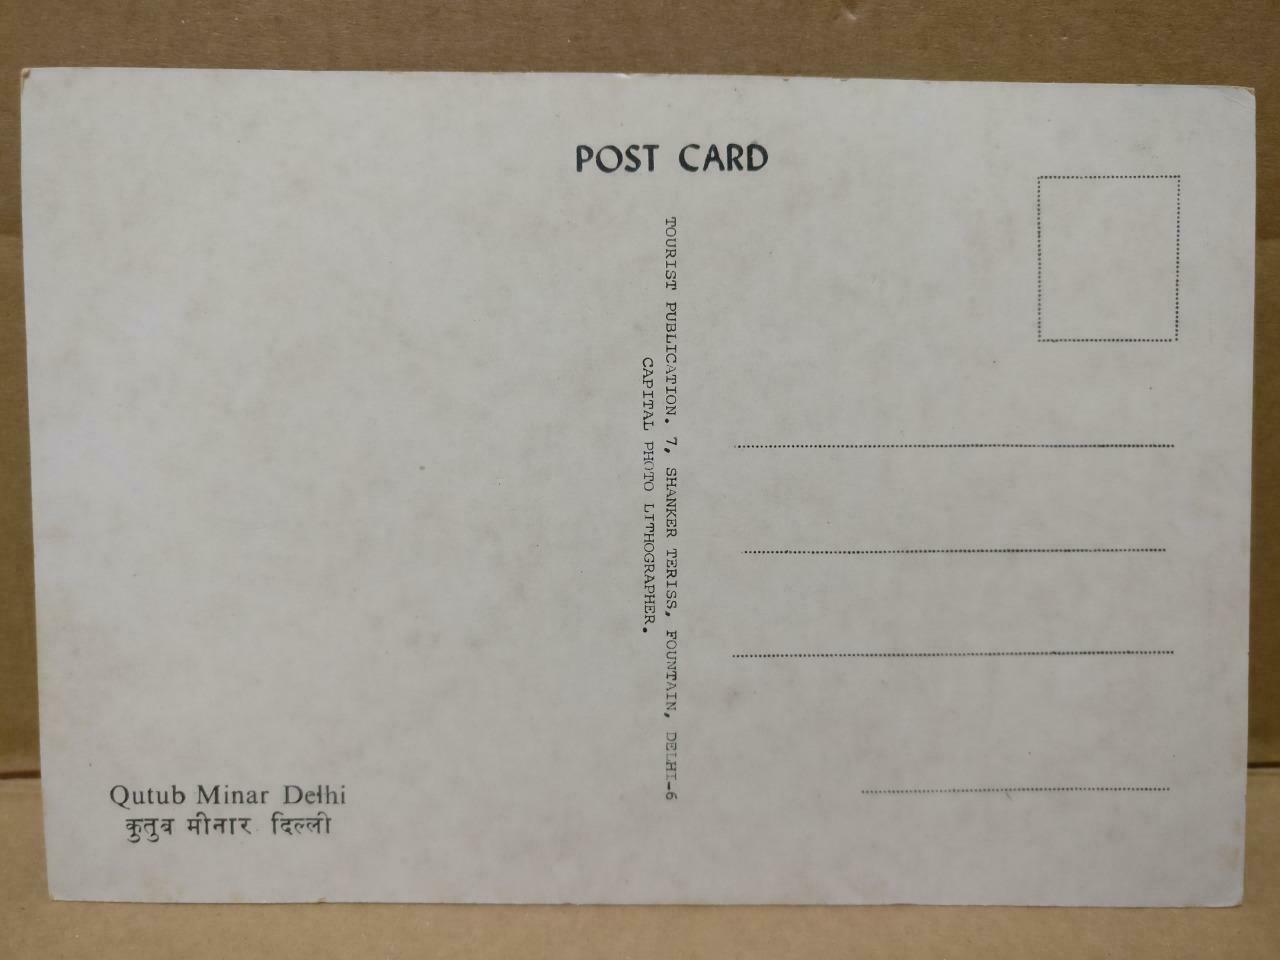 POST CARD
TOURIST PUBLICATION. 7, SHANKER TERISS, FOUNTAIN, DELHI-6
CAPITAL PHOTO LITHOGRAPHER.
Qutub Minar Delhi
कुतुव मीनार दिल्ली